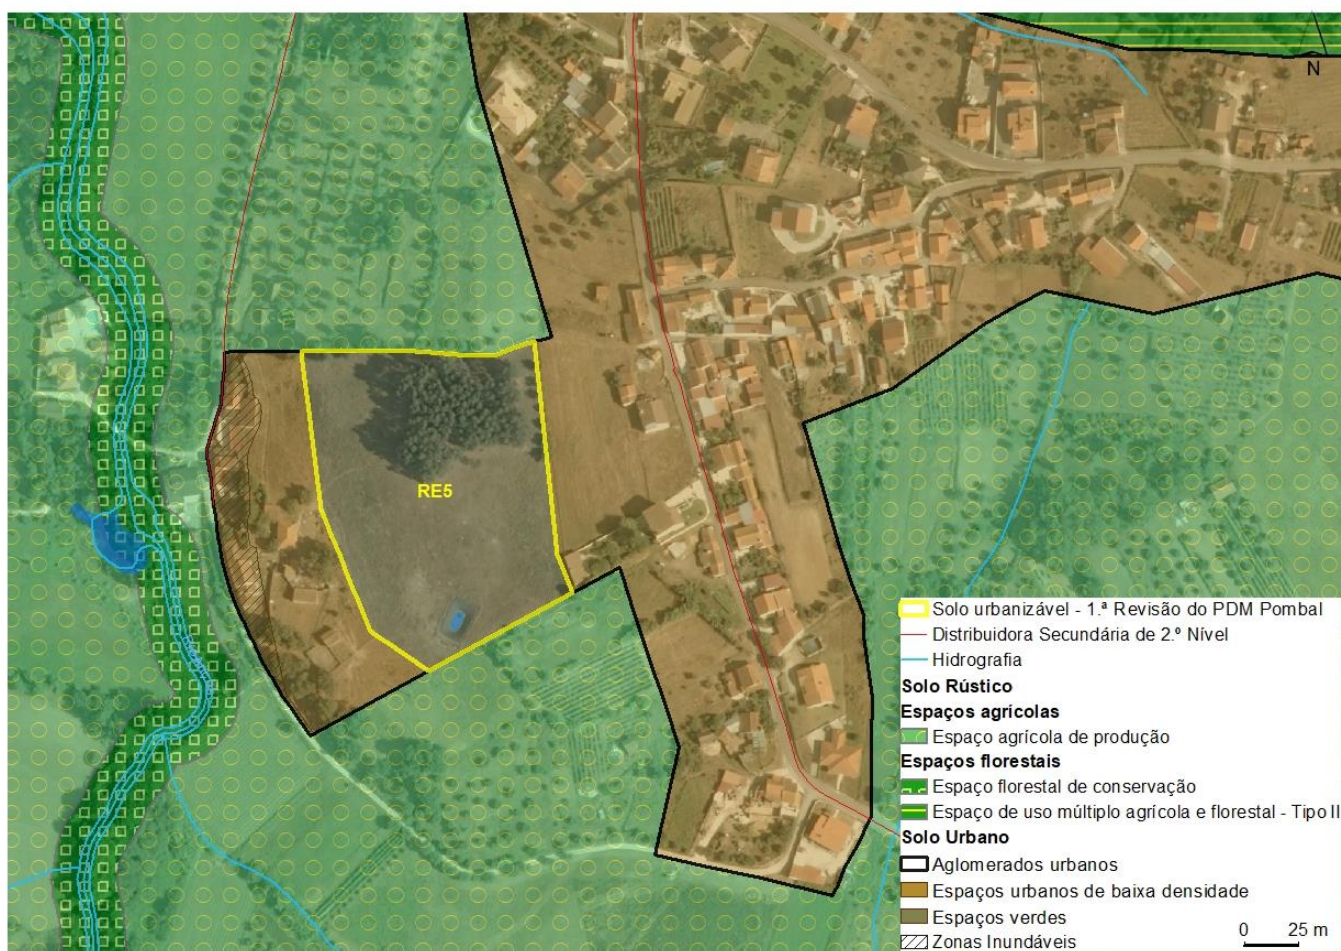 N
RE5
Solo urbanizável - 1.ª Revisão do PDM Pombal
Distribuidora Secundária de 2.º Nível
Hidrografia
Solo Rústico
Espaços agrícolas
Espaço agrícola de produção
Espaços florestais
Espaço florestal de conservação
Espaço de uso múltiplo agrícola e florestal - Tipo II
Solo Urbano
Aglomerados urbanos
Espaços urbanos de baixa densidade
Espaços verdes
Zonas Inundáveis
0 25 m